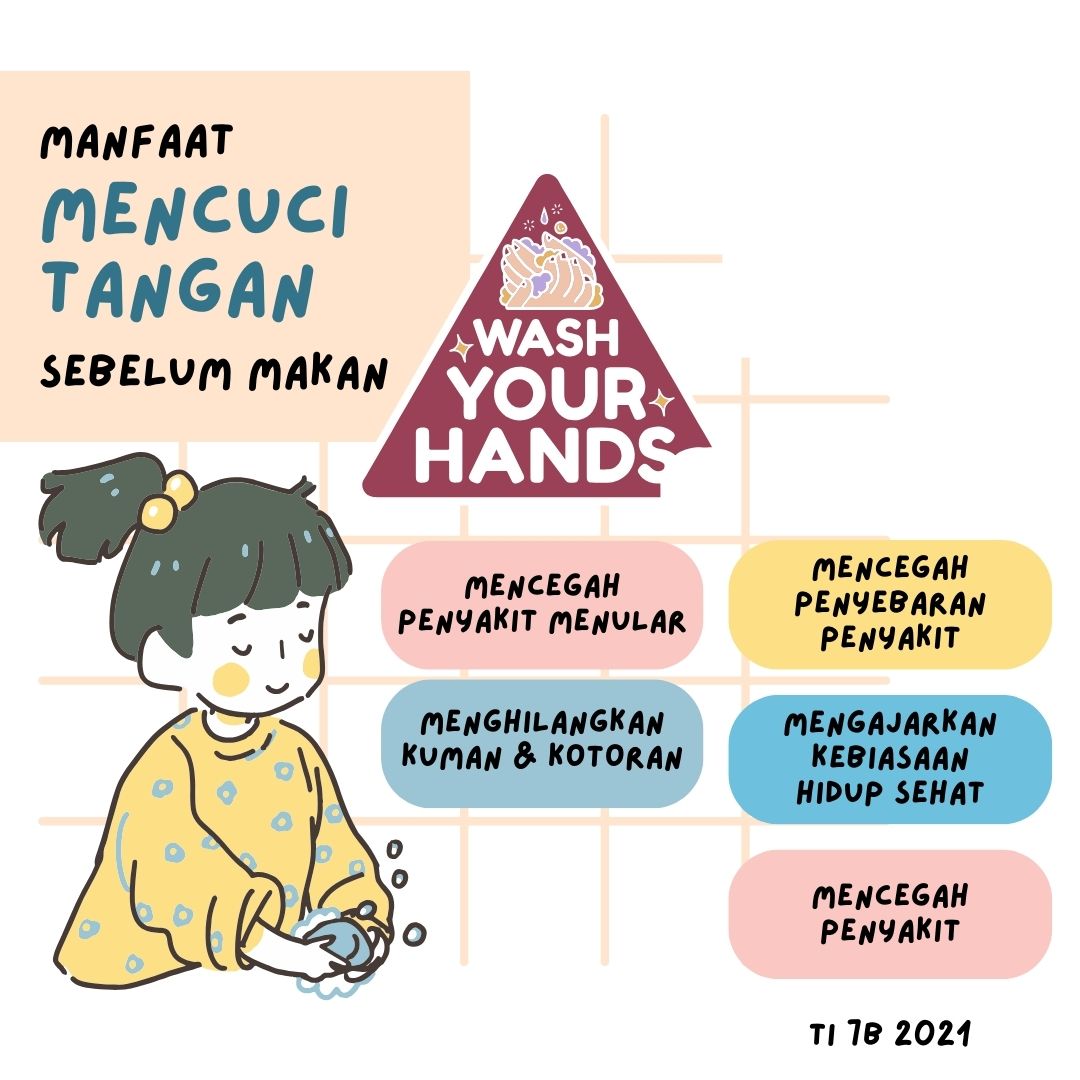 MANFAAT
MENCUCI
TANGAN
SEBELUM MAKAN
WASH
YOUR
HANDS
MENCEGAH
PENYAKIT MENULAR
MENGHILANGKAN
KUMAN & KOTORAN
MENCEGAH
PENYEBARAN
PENYAKIT
MENGAJARKAN
KEBIASAAN
HIDUP SEHAT
MENCEGAH
PENYAKIT
TI 7B 2021